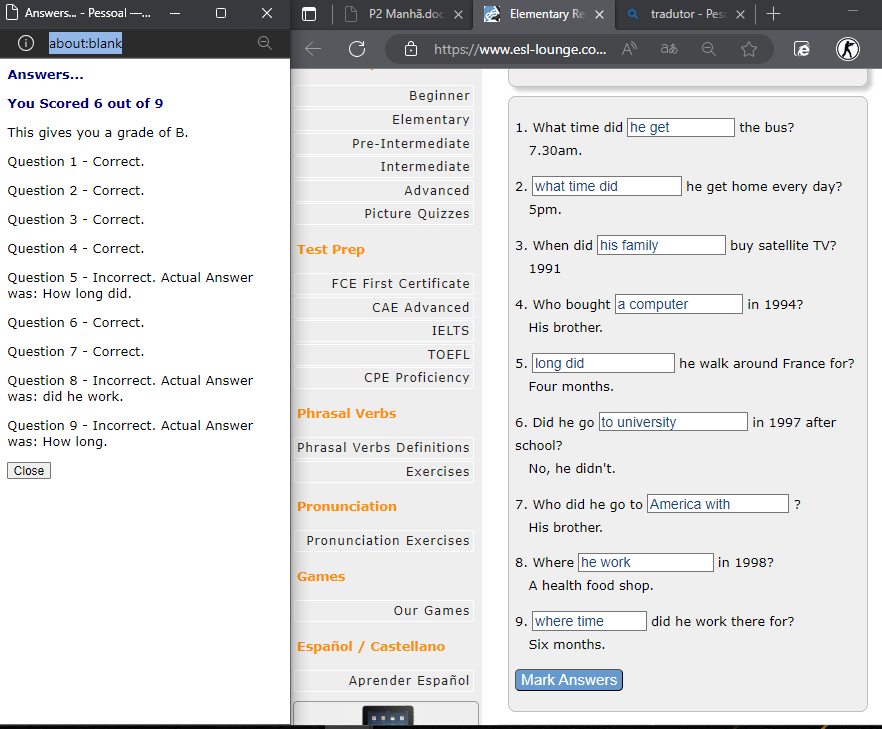 Answers... - Pessoal —...
about:blank
Answers...
You Scored 6 out of 9
This gives you a grade of B.
Question 1 - Correct.
Question 2 - Correct.
Question 3 - Correct.
Question 4 - Correct.
Question 5 - Incorrect. Actual Answer
was: How long did.
Question 6 - Correct.
Question 7 - Correct.
Question 8 - Incorrect. Actual Answer
was: did he work.
Question 9 - Incorrect. Actual Answer
was: How long.
Close
P2 Manhã.doc
Elementary Re
tradutor - Pes
https://www.esl-lounge.co...
Beginner
Elementary
Pre-Intermediate
Intermediate
Advanced
Picture Quizzes
Test Prep
FCE First Certificate
CAE Advanced
IELTS
TOEFL
CPE Proficiency
Phrasal Verbs
Phrasal Verbs Definitions
Exercises
Pronunciation
Pronunciation Exercises
Games
Our Games
Español / Castellano
Aprender Español
1. What time did he get the bus?
7.30am.
2. what time did he get home every day?
5pm.
3. When did his family buy satellite TV?
1991
4. Who bought a computer in 1994?
His brother.
5. long did he walk around France for?
Four months.
6. Did he go to university in 1997 after
school?
No, he didn't.
7. Who did he go to America with ?
His brother.
8. Where he work in 1998?
A health food shop.
9. where time did he work there for?
Six months.
Mark Answers